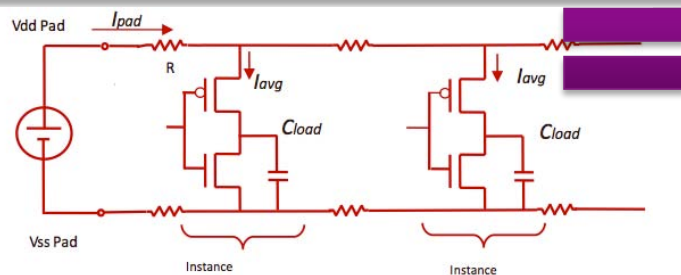 Vdd Pad
Ipad
R
Iavg
Cload
Iavg
Cload
Vss Pad
Instance
Instance